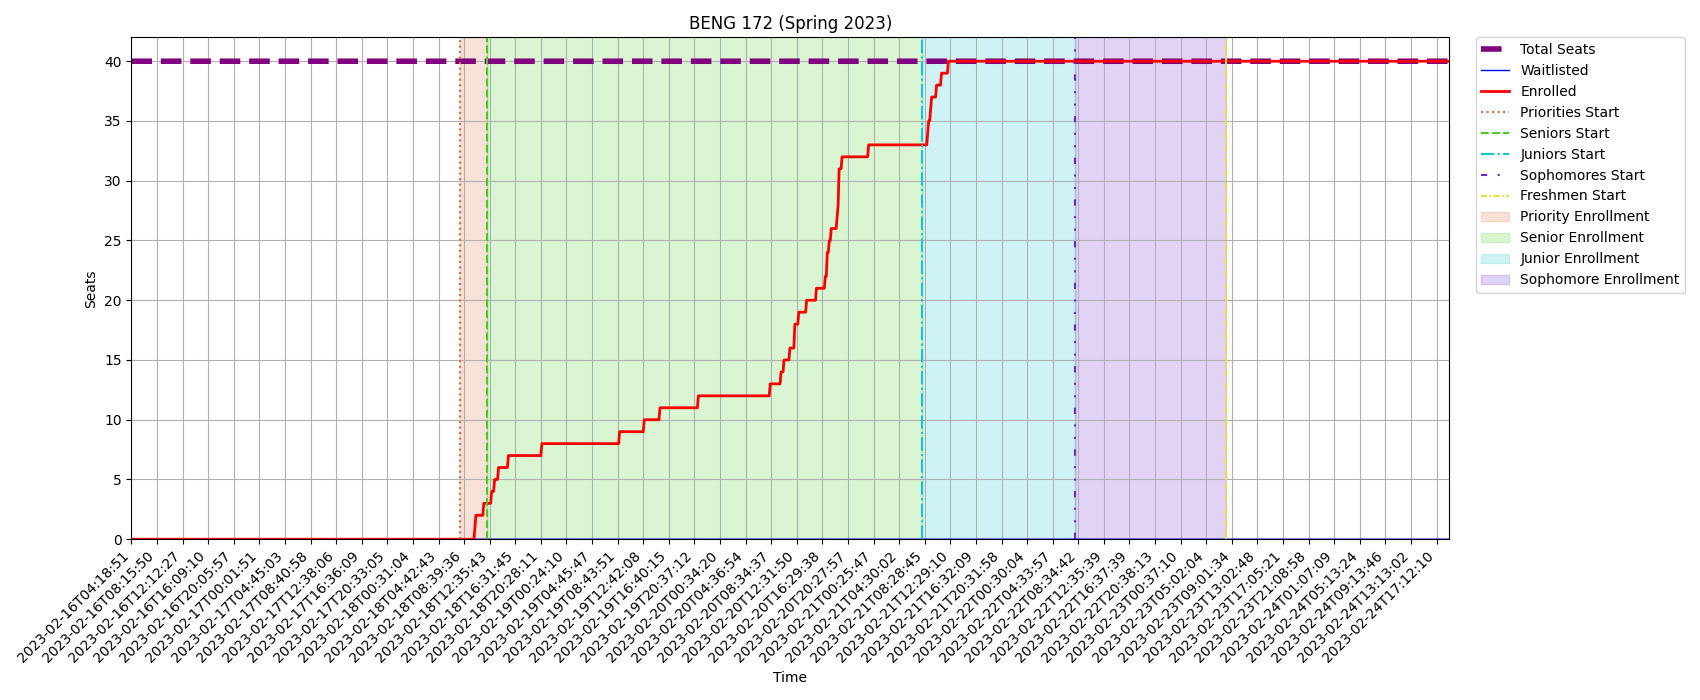 BENG 172 (Spring 2023)
Total Seats
Waitlisted
Enrolled
Priorities Start
Seniors Start
Juniors Start
Sophomores Start
Freshmen Start
Priority Enrollment
Senior Enrollment
Junior Enrollment
Sophomore Enrollment
Seats
40
35
30
25
20
15
10
5
0
2023-02-16T04:18:51
2023-02-16T08:15:50
2023-02-16T12:12:27
2023-02-16T16:09:10
2023-02-16T20:05:57
2023-02-17T00:01:51
2023-02-17T04:45:03
2023-02-17T08:40:58
2023-02-17T12:38:06
2023-02-17T16:36:09
2023-02-17T20:33:05
2023-02-18T00:31:04
2023-02-18T04:42:43
2023-02-18T08:39:36
2023-02-18T12:35:43
2023-02-18T16:31:45
2023-02-18T20:28:11
2023-02-19T00:24:10
2023-02-19T04:45:47
2023-02-19T08:43:51
2023-02-19T12:42:08
2023-02-19T16:40:15
2023-02-19T20:37:12
2023-02-20T00:34:20
2023-02-20T04:36:54
2023-02-20T08:34:37
2023-02-20T12:31:50
2023-02-20T16:29:38
2023-02-20T20:27:57
2023-02-21T00:25:47
2023-02-21T04:30:02
2023-02-21T08:28:45
2023-02-21T12:29:10
2023-02-21T16:32:09
2023-02-21T20:31:58
2023-02-22T00:30:04
2023-02-22T04:33:57
2023-02-22T08:34:42
2023-02-22T12:35:39
2023-02-22T16:37:39
2023-02-22T20:38:13
2023-02-23T00:37:10
2023-02-23T05:02:04
2023-02-23T09:01:34
2023-02-23T13:02:48
2023-02-23T17:05:21
2023-02-23T21:08:58
2023-02-24T01:07:09
2023-02-24T05:13:24
2023-02-24T09:13:46
2023-02-24T13:13:02
2023-02-24T17:12:10
Time